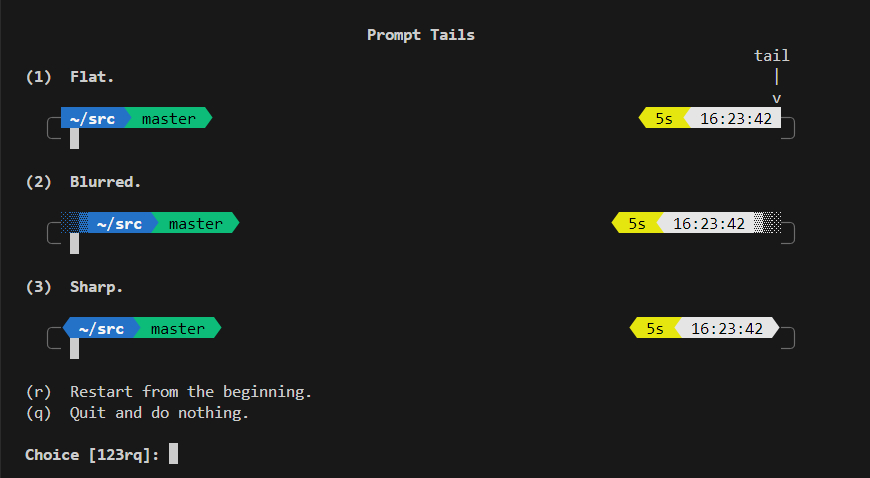 Prompt Tails
tail
(1) Flat.
|
v
~/src master 5s 16:23:42
(2) Blurred.
~/src master 5s 16:23:42
(3) Sharp.
~/src master 5s 16:23:42
(r) Restart from the beginning.
(q) Quit and do nothing.
Choice [123rq]: